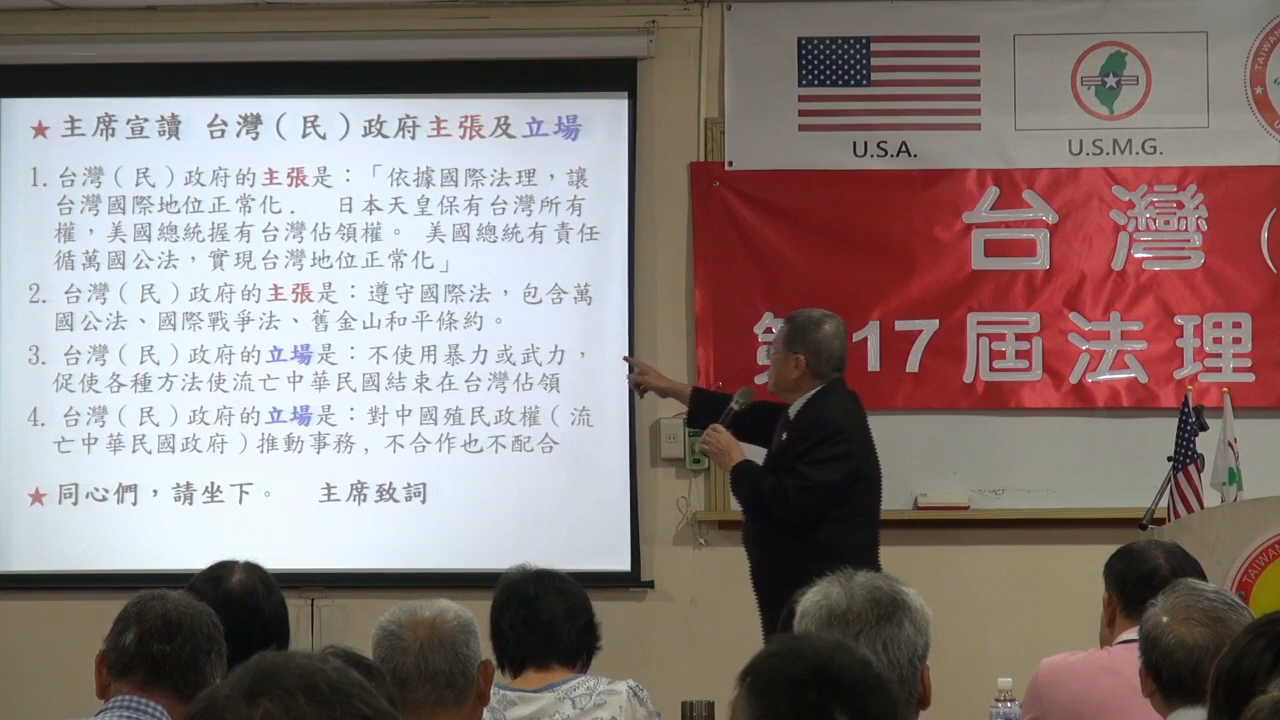 ★ 主席宣讀 台灣(民)政府主張及立場
1. 台灣(民)政府的主張是:「依據國際法理,讓
台灣國際地位正常化. 日本天皇保有台灣所有
權,美國總統握有台灣佔領權。 美國總統有責任
循萬國公法,實現台灣地位正常化」
2. 台灣(民)政府的主張是:遵守國際法,包含萬
國公法、國際戰爭法、舊金山和平條約。
3. 台灣(民)政府的立場是:不使用暴力或武力,
促使各種方法使流亡中華民國結束在台灣佔領
4. 台灣(民)政府的立場是:對中國殖民政權(流
亡中華民國政府)推動事務, 不合作也不配合
★ 同心們,請坐下。 主席致詞
U.S.A.
U.S.M.G.
TAIWAN
台灣(
第17屆法理
TAIWAN